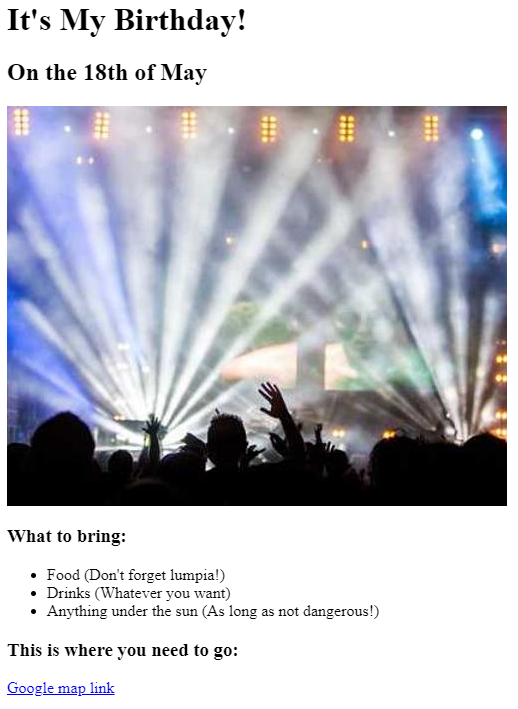 It's My Birthday!
On the 18th of May
What to bring:
Food (Don't forget lumpia!)
Drinks (Whatever you want)
Anything under the sun (As long as not dangerous!)
This is where you need to go:
Google map link